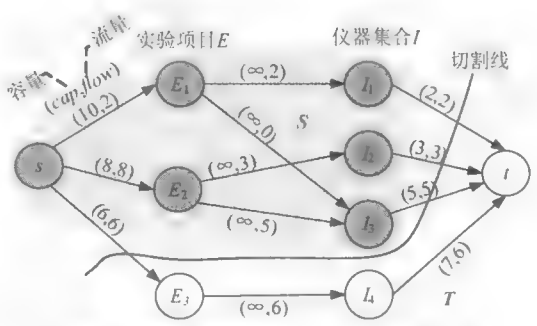 流量
实验项目E
仪器集合I
切割线
容量
(cap,flow)
E₁
(∞,2)
I₁
(10,2)
(∞,0)
S
(2,2)
s
(8,8)
E₂
(∞,3)
I₂
(3,3)
t
(∞,5)
I₃
(5,5)
(6,6)
E₃
(∞,6)
I₄
(7,6)
T